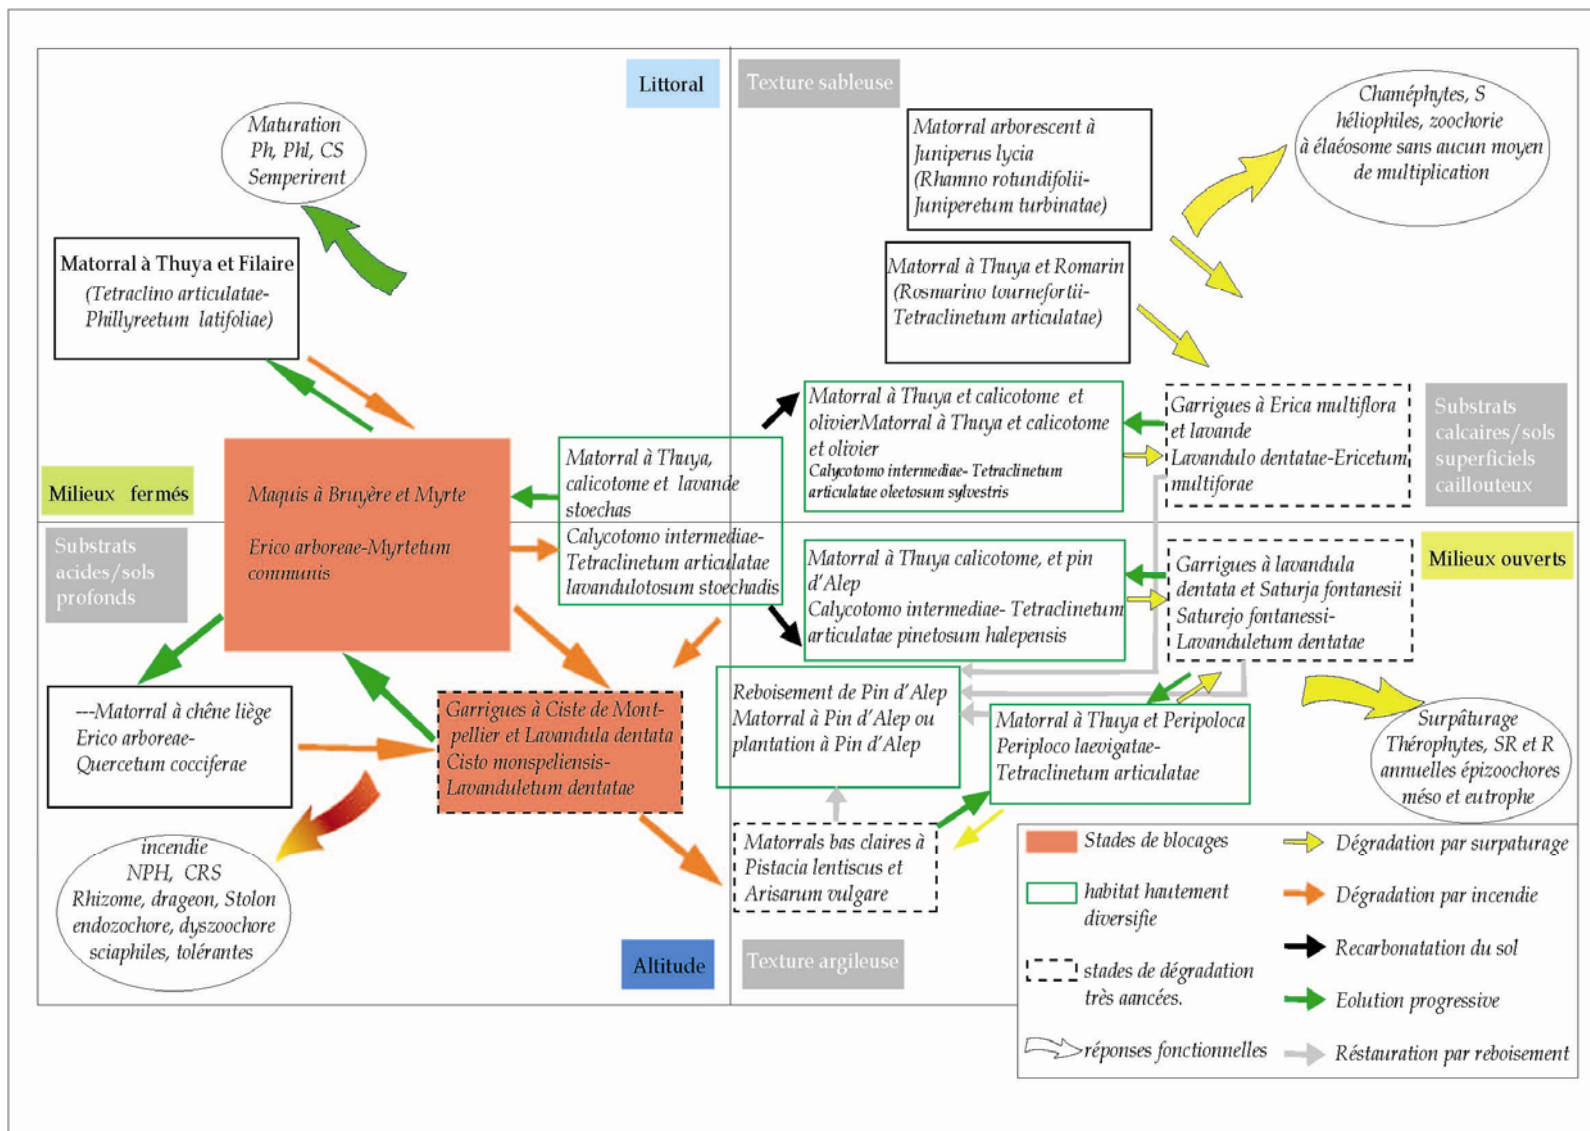 Littoral
Texture sableuse
Maturation
Ph, Phl, CS
Semperirent
Chaméphytes, S
héliophiles, zoochorie
à élaéosome sans aucun moyen
de multiplication
Matorral arborescent à
Juniperus lycia
(Rhamno rotundifolii-
Juniperetum turbinatae)
Matorral à Thuya et Filaire
(Tetraclino articulatae-
Phillyreetum latifoliae)
Matorral à Thuya et Romarin
(Rosmarino tournefortii-
Tetraclinetum articulatae)
Milieux fermés
Maquis à Bruyère et Myrte
Erico arboreae-Myrtetum
communis
Matorral à Thuya,
calicotome et lavande
stoechas
Calycotomo intermediae-
Tetraclinetum articulatae
lavandulotosum stoechadis
Matorral à Thuya et calicotome et
olivierMatorral à Thuya et calicotome
et olivier
Calycotomo intermediae- Tetraclinetum
articulatae oleetosum sylvestris
Garrigues à Erica multiflora
et lavande
Lavandulo dentatae-Ericetum
multiforae
Substrats
calcaires/sols
superficiels
caillouteux
Substrats
acides/sols
profonds
Matorral à Thuya calicotome, et pin
d'Alep
Calycotomo intermediae- Tetraclinetum
articulatae pinetosum halepensis
Garrigues à lavandula
dentata et Saturja fontanesii
Saturejo fontanessi-
Lavanduletum dentatae
Milieux ouverts
---Matorral à chêne liège
Erico arboreae-
Quercetum cocciferae
Garrigues à Ciste de Mont-
pellier et Lavandula dentata
Cisto monspeliensis-
Lavanduletum dentatae
Reboisement de Pin d'Alep
Matorral à Pin d'Alep ou
plantation à Pin d'Alep
Matorral à Thuya et Peripoloca
Periploco laevigatae-
Tetraclinetum articulatae
Surpâturage
Thérophytes, SR et R
annuelles épizoochores
méso et eutrophe
incendie
NPH, CRS
Rhizome, drageon, Stolon
endozochore, dyszoochore
sciaphiles, tolérantes
Matorrals bas claires à
Pistacia lentiscus et
Arisarum vulgare
Altitude
Texture argileuse
Stades de blocages
habitat hautement
diversifie
stades de dégradation
très aancées.
réponses fonctionnelles
Dégradation par surpaturage
Dégradation par incendie
Recarbonatation du sol
Eolution progressive
Réstauration par reboisement